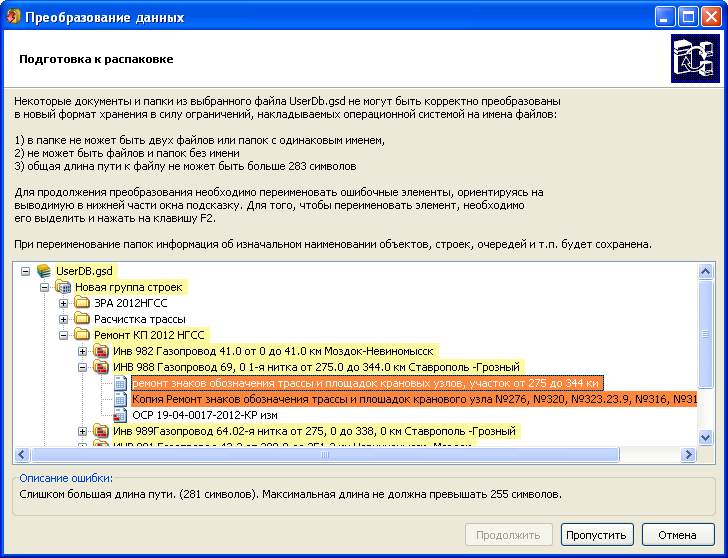 Преобразование данных
Подготовка к распаковке
Некоторые документы и папки из выбранного файла UserDb.gsd не могут быть корректно преобразованы
в новый формат хранения в силу ограничений, накладываемых операционной системой на имена файлов:
1) в папке не может быть двух файлов или папок с одинаковым именем,
2) не может быть файлов и папок без имени
3) общая длина пути к файлу не может быть больше 283 символов
Для продолжения преобразования необходимо переименовать ошибочные элементы, ориентируясь на
выводимую в нижней части окна подсказку. Для того, чтобы переименовать элемент, необходимо
его выделить и нажать на клавишу F2.
При переименование папок информация об изначальном наименовании объектов, строек, очередей и т.п. будет сохранена.
UserDB.gsd
Новая группа строек
ЗРА 2012НГСС
Расчистка трассы
Ремонт КП 2012 НГСС
Инв 982 Газопровод 41.0 от 0 до 41.0 км Моздок-Невиномысск
ИНВ 988 Газопровод 69, 0 1-я нитка от 275.0 до 344.0 км Ставрополь -Грозный
ремонт знаков обозначения трассы и площадок крановых узлов, участок от 275 до 344 км
Копия Ремонт знаков обозначения трассы и площадок кранового узла №276, №320, №323.23.9, №316, №31
ОСР 19-04-0017-2012-КР изм
Инв 989Газопровод 64.02-я нитка от 275, 0 до 338, 0 км Ставрополь -Грозный
Описание ошибки:
Слишком большая длина пути. (281 символов). Максимальная длина не должна превышать 255 символов.
Продолжить
Пропустить
Отмена